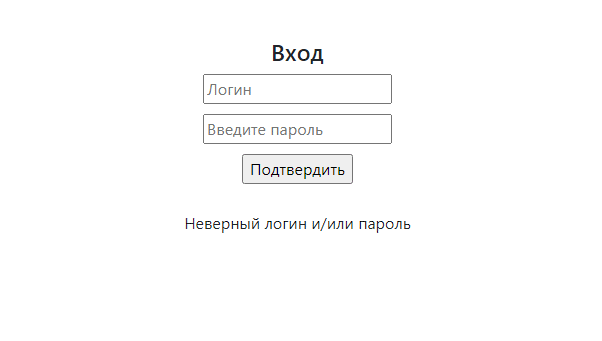 Вход
Логин
Введите пароль
Подтвердить
Неверный логин и/или пароль